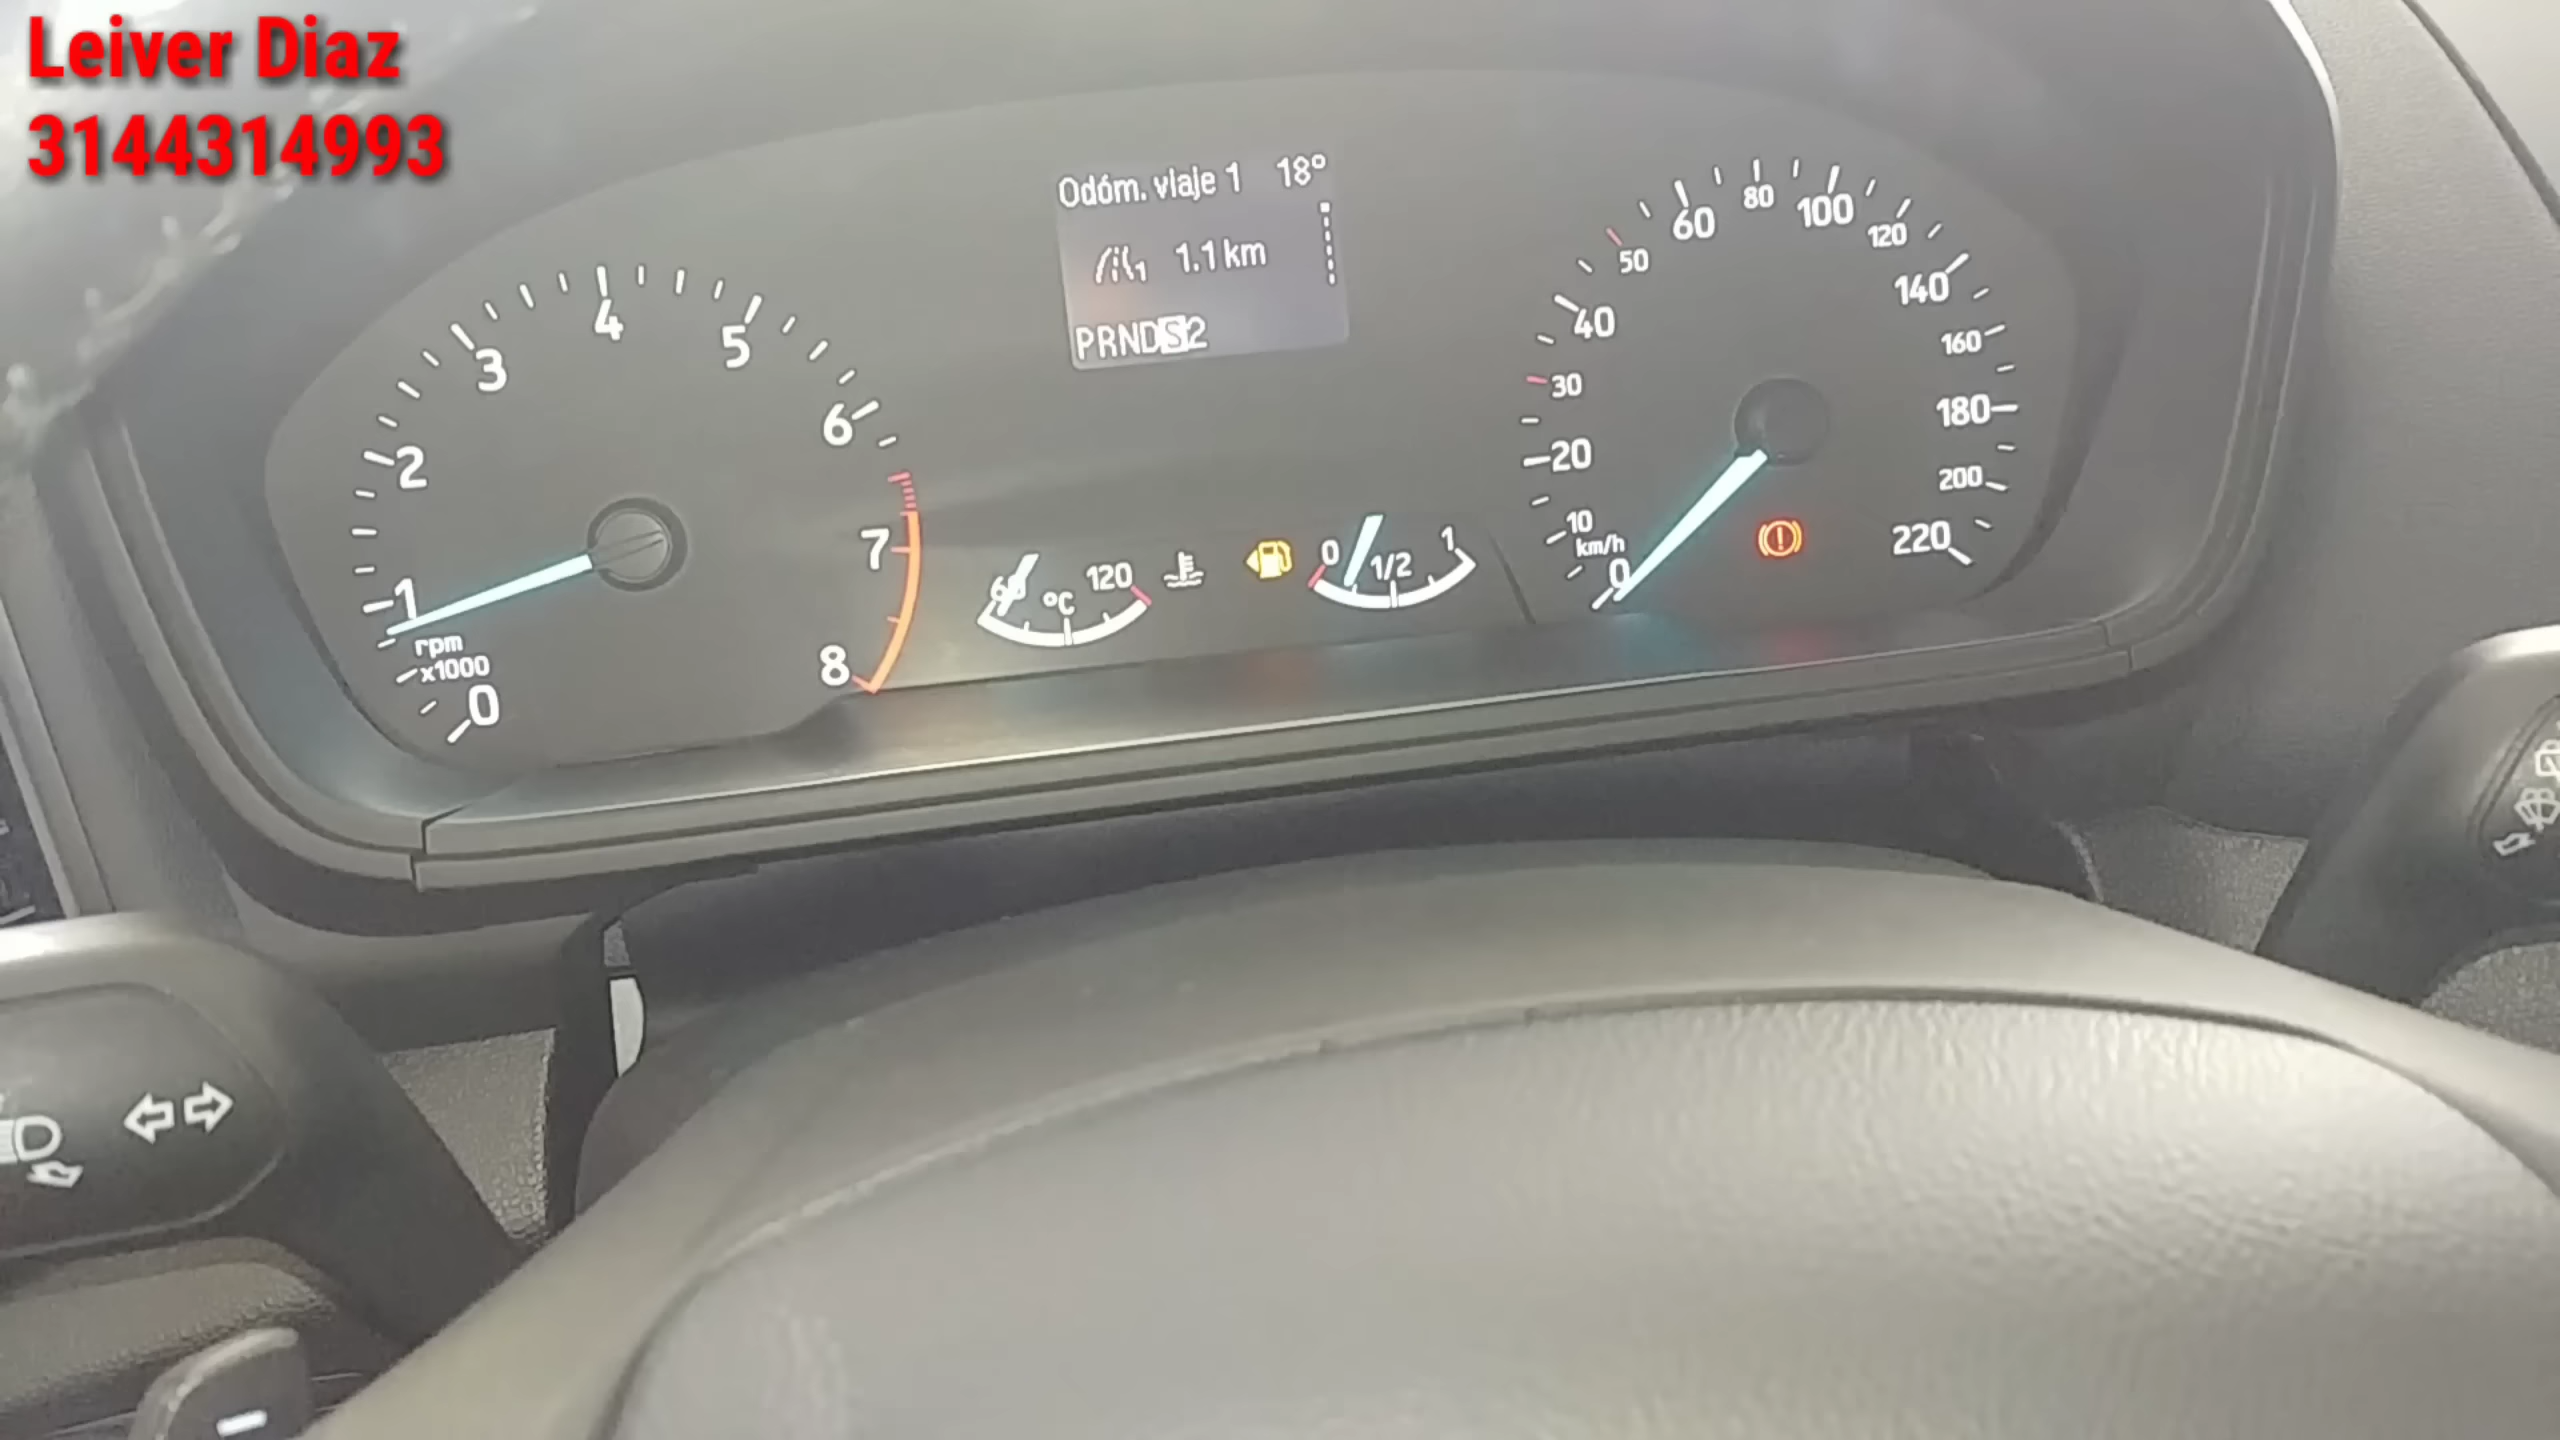 Leiver Diaz
3144314993
Odóm. viaje 1 18°
1 1.1 km
PRNDS2
0 1 2 3 4 5 6 7 8
rpm
x1000
60 °C 120
0 1/2 1
0 10 20 30 40 50 60 80 100 120 140 160 180 200 220
km/h